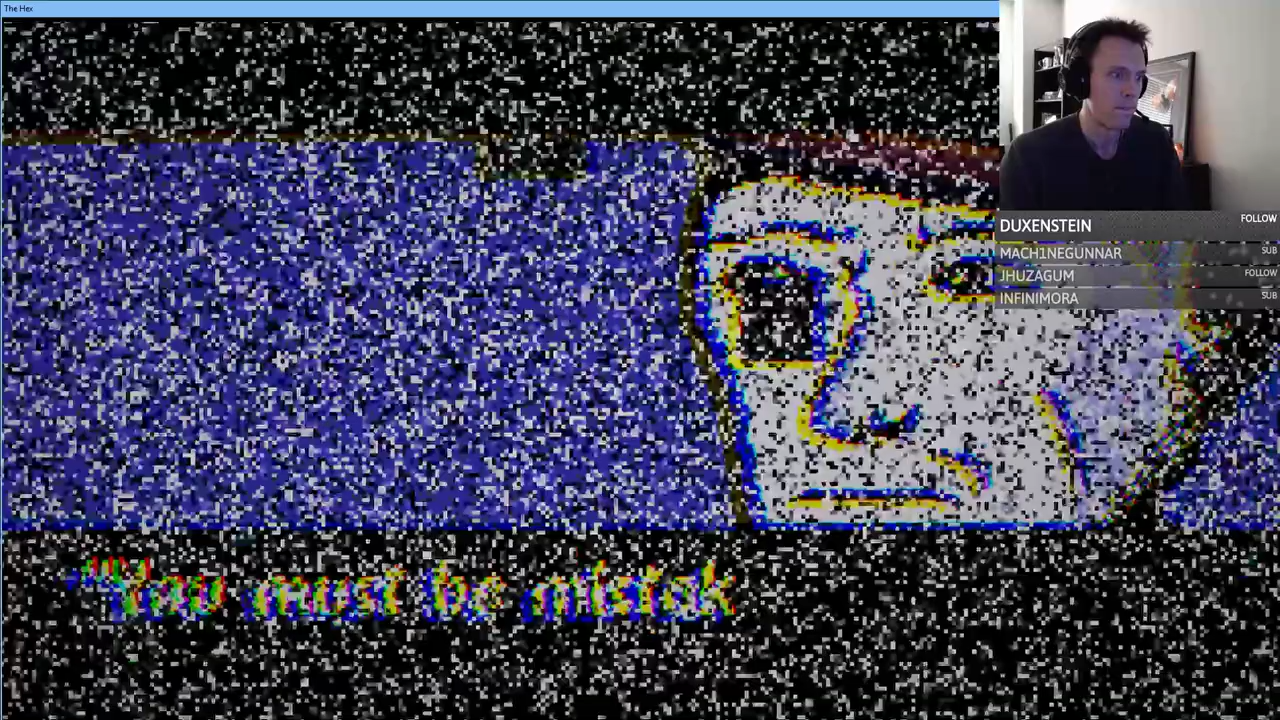 The Hex
DUXENSTEIN FOLLOW
MACH1NEGUNNAR SUB
JHUZAGUM FOLLOW
INFINIMORA SUB
"You must be mistak